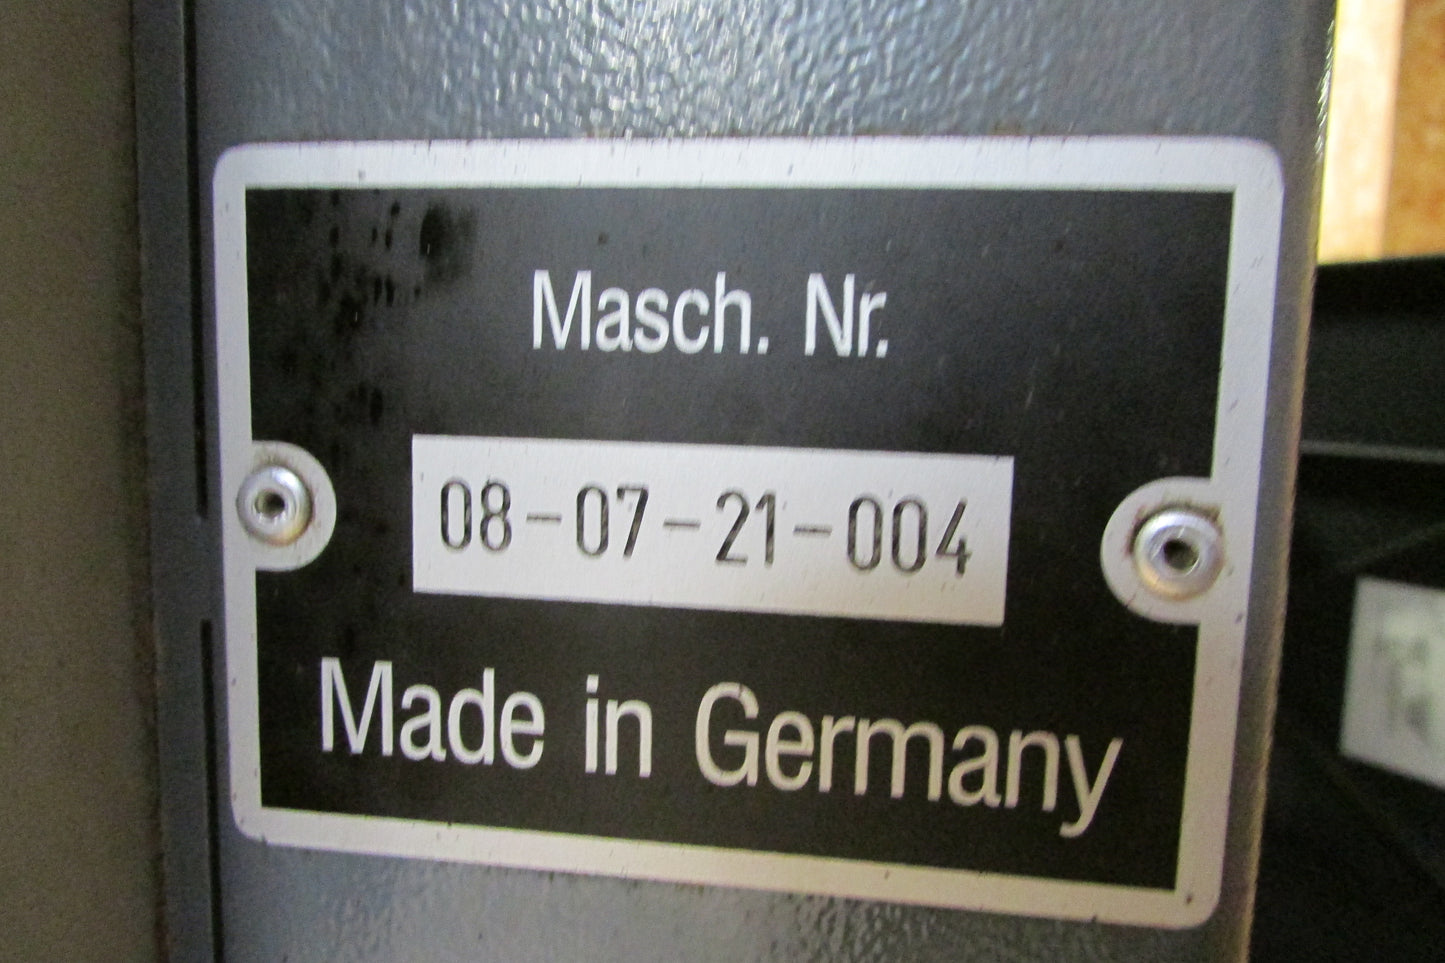 Masch. Nr.
08-07-21-004
Made in Germany